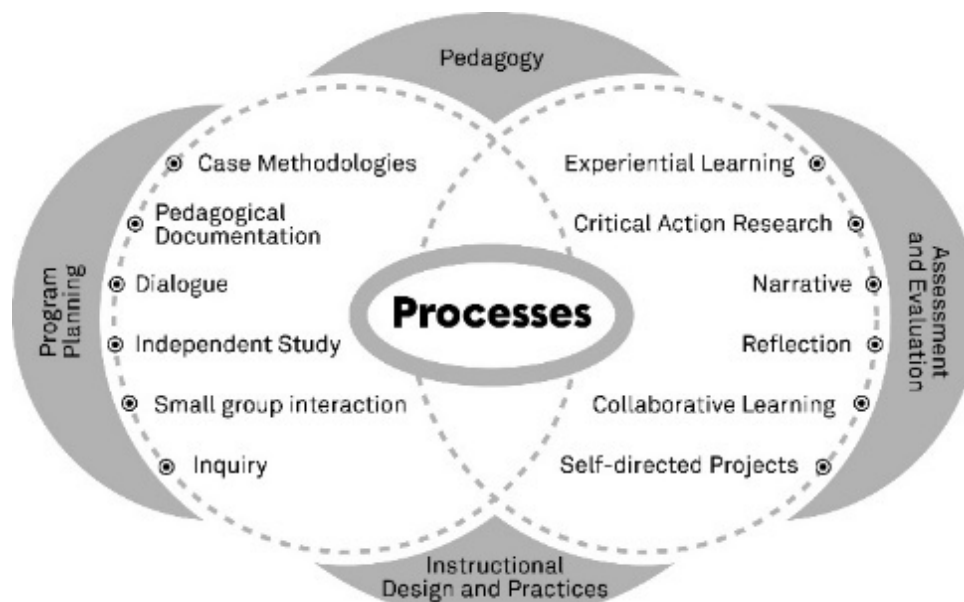 Pedagogy
Case Methodologies
Pedagogical
Documentation
Dialogue
Independent Study
Small group interaction
Inquiry
Program
Planning
Processes
Experiential Learning
Critical Action Research
Narrative
Reflection
Collaborative Learning
Self-directed Projects
Assessment
and Evaluation
Instructional
Design and Practices